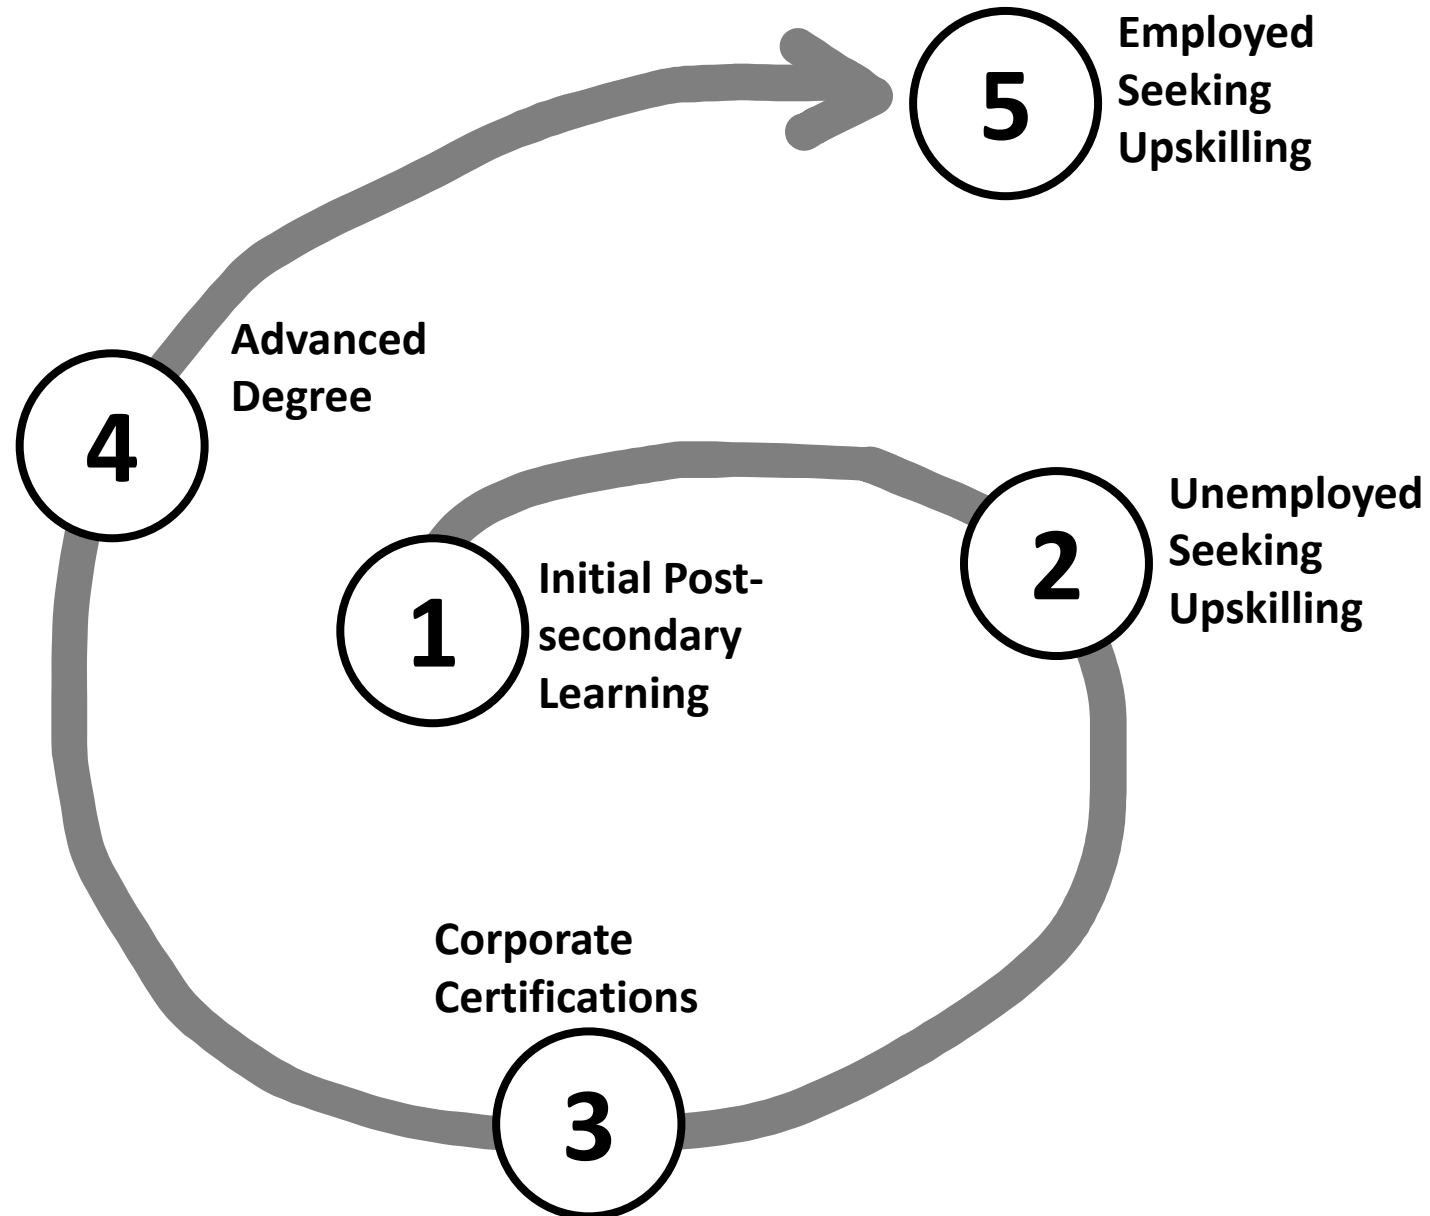 1
Initial Post-
secondary
Learning
2
Unemployed
Seeking
Upskilling
3
Corporate
Certifications
4
Advanced
Degree
5
Employed
Seeking
Upskilling